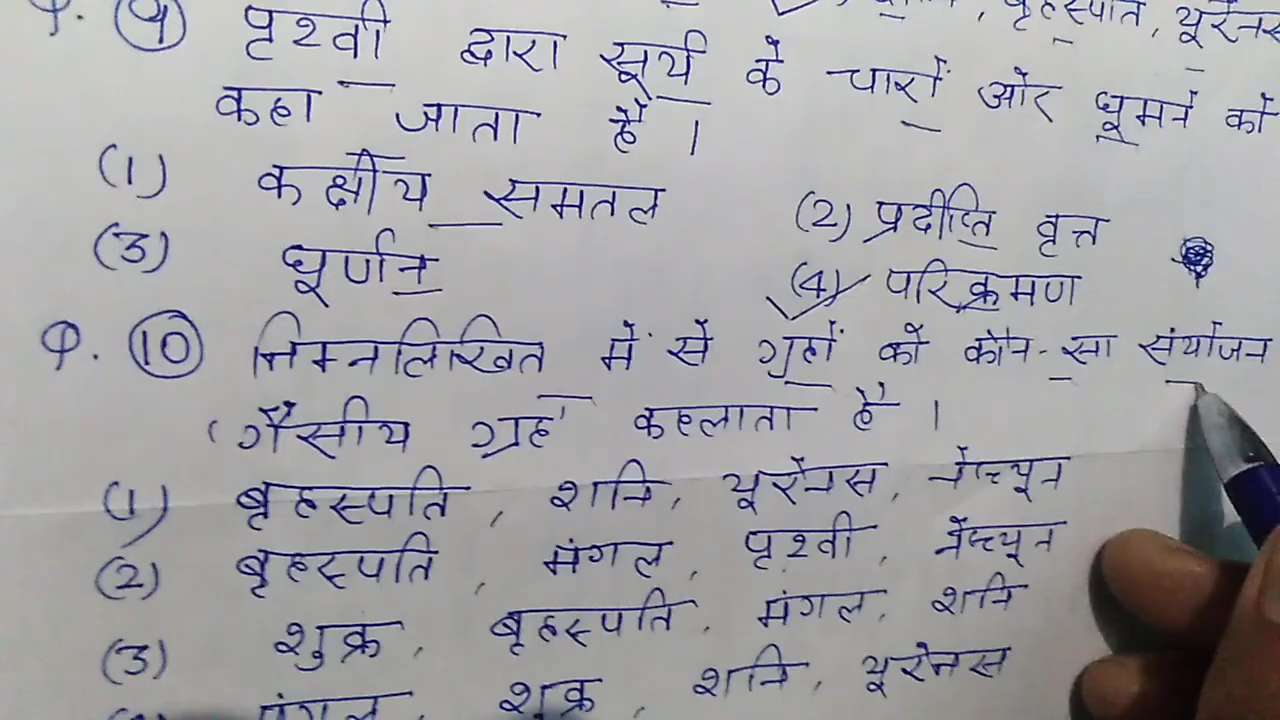 बृहस्पति, यूरेनस
Q. (9) पृथ्वी द्वारा सूर्य के चारों ओर घूमने को
कहा जाता है।
(1) कक्षीय समतल (2) प्रदीप्ति वृत्त
(3) घूर्णन (4) परिक्रमण
Q. (10) निम्नलिखित में से ग्रहों को कौन-सा संयोजन
'गैसीय ग्रह' कहलाता है।
(1) बृहस्पति, शनि, यूरेनस, नेप्च्यून
(2) बृहस्पति, मंगल, पृथ्वी, नेप्च्यून
(3) शुक्र, बृहस्पति, मंगल, शनि
मंगल, शुक्र, शनि, यूरेनस